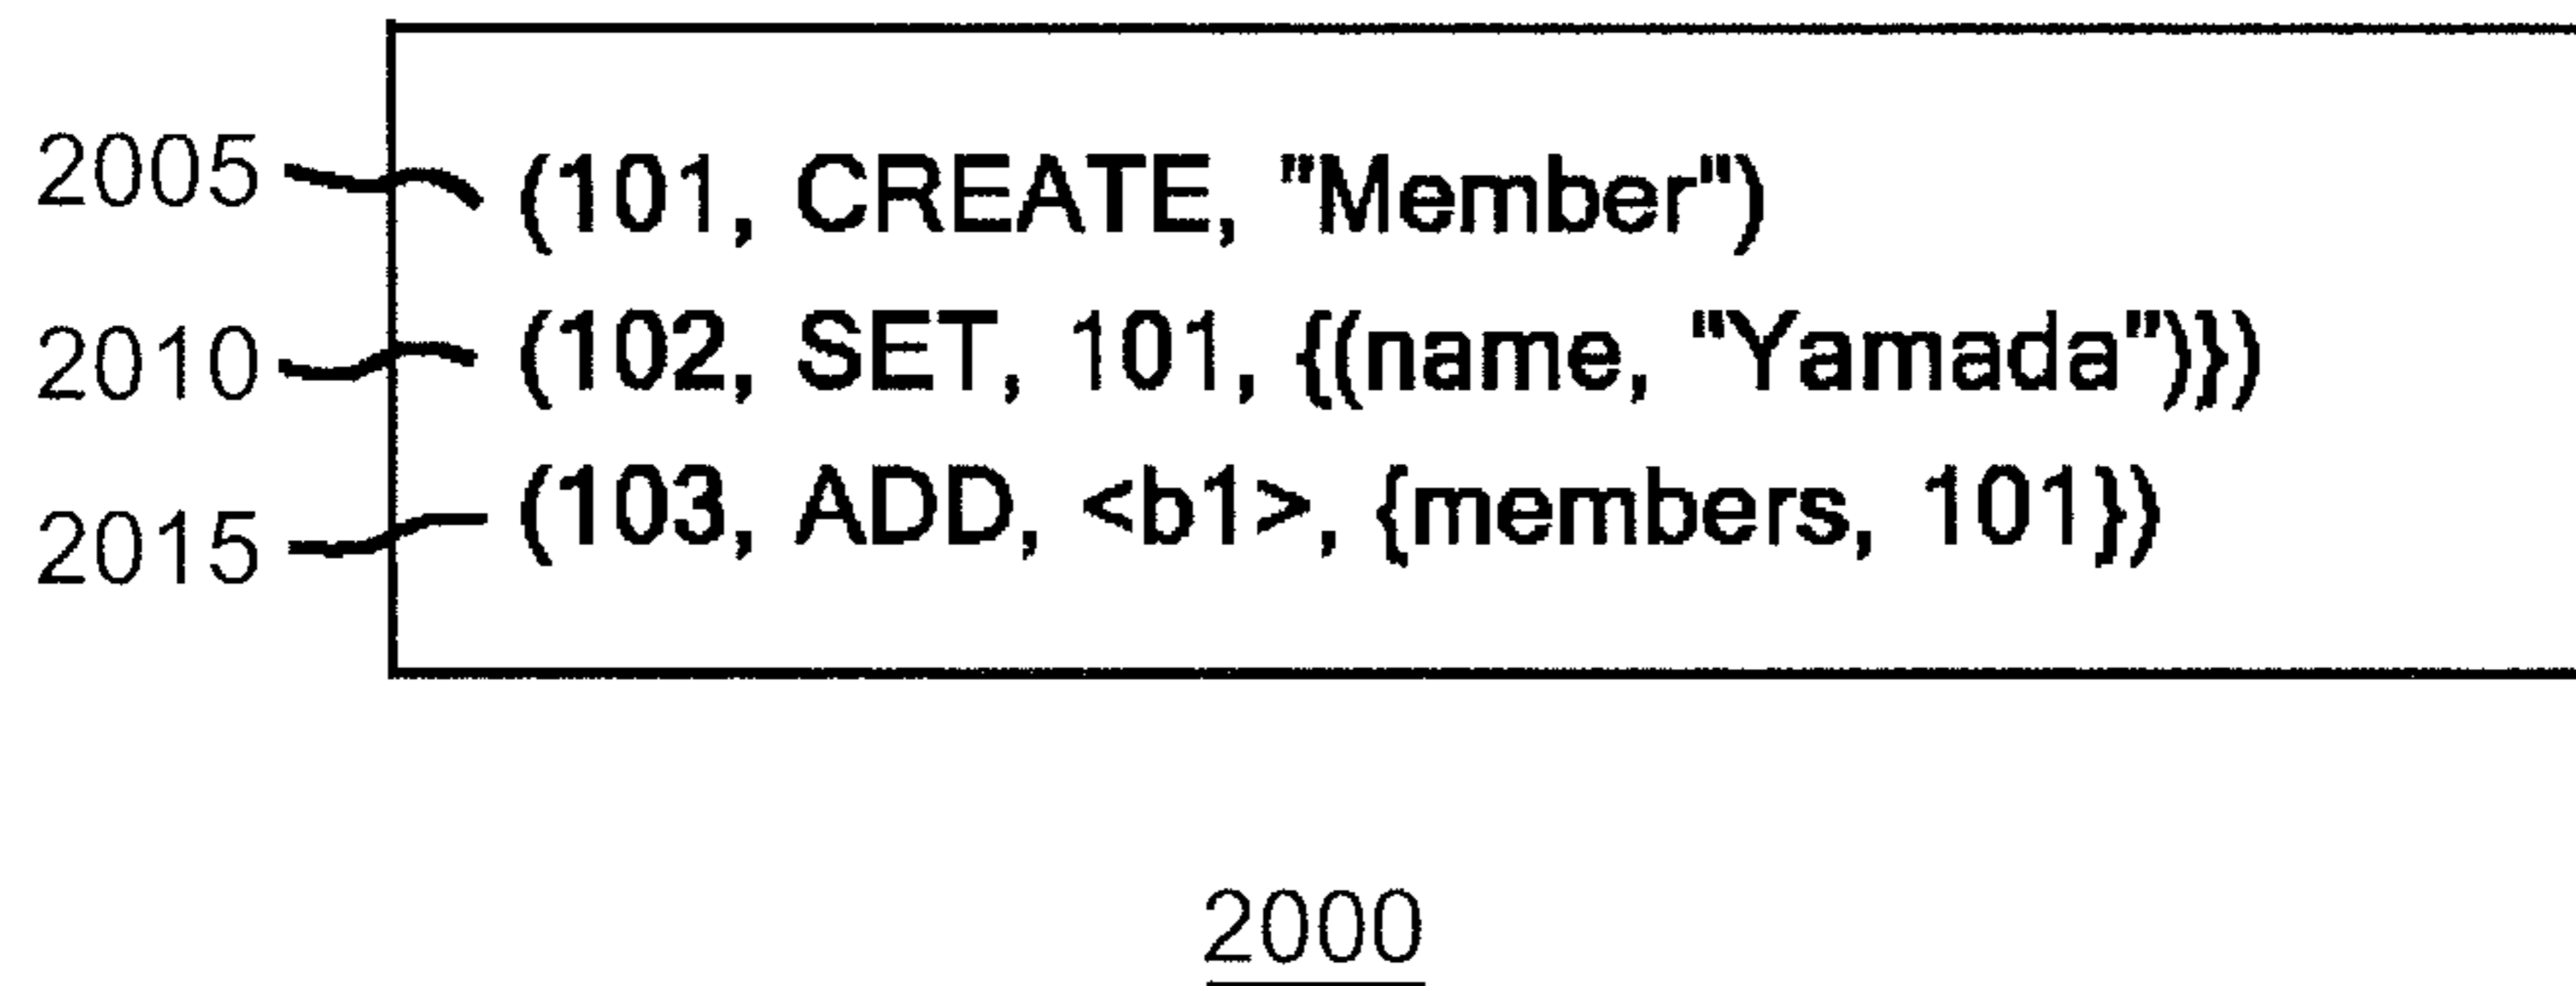 2005 (101, CREATE, "Member")
2010 (102, SET, 101, {(name, "Yamada")})
2015 (103, ADD, <b1>, {members, 101})
2000